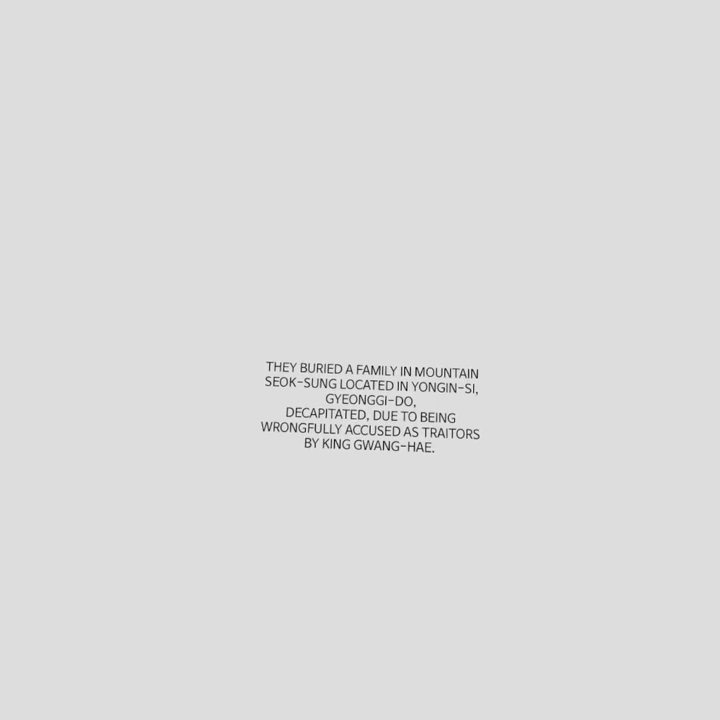 THEY BURIED A FAMILY IN MOUNTAIN
SEOK-SUNG LOCATED IN YONGIN-SI,
GYEONGGI-DO,
DECAPITATED, DUE TO BEING
WRONGFULLY ACCUSED AS TRAITORS
BY KING GWANG-HAE.